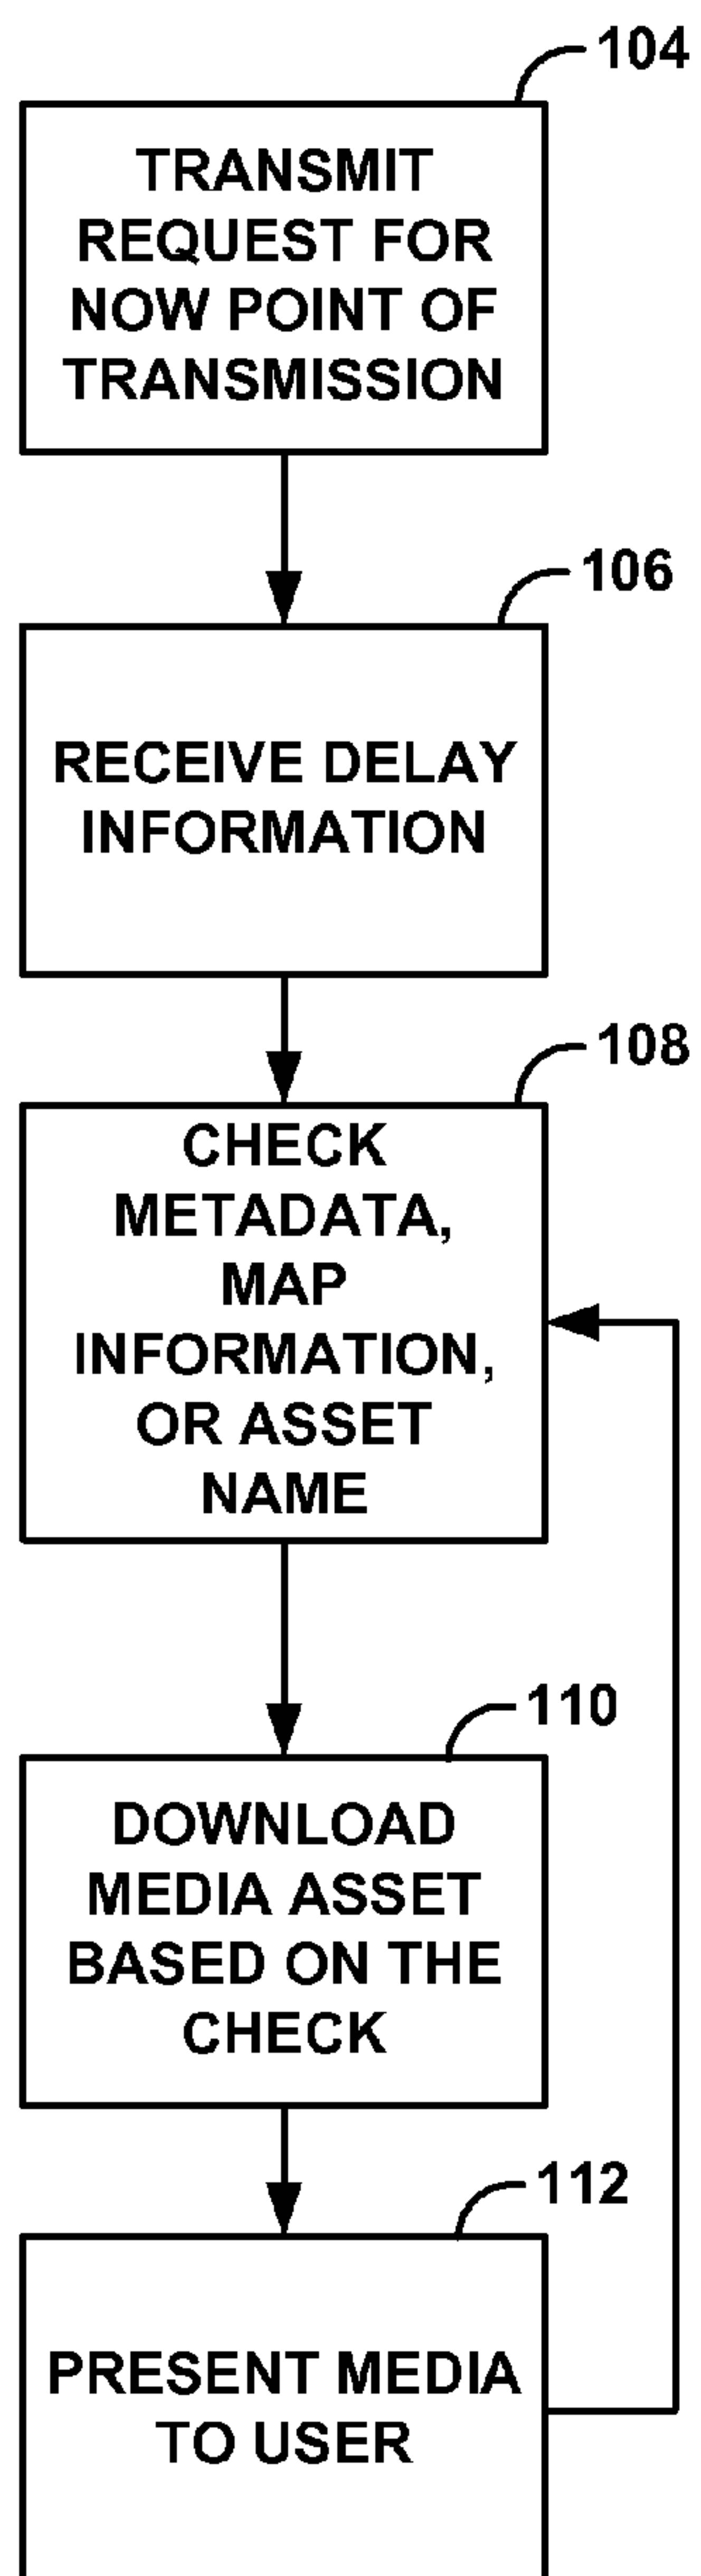 104
TRANSMIT
REQUEST FOR
NOW POINT OF
TRANSMISSION
106
RECEIVE DELAY
INFORMATION
108
CHECK
METADATA,
MAP
INFORMATION,
OR ASSET
NAME
110
DOWNLOAD
MEDIA ASSET
BASED ON THE
CHECK
112
PRESENT MEDIA
TO USER